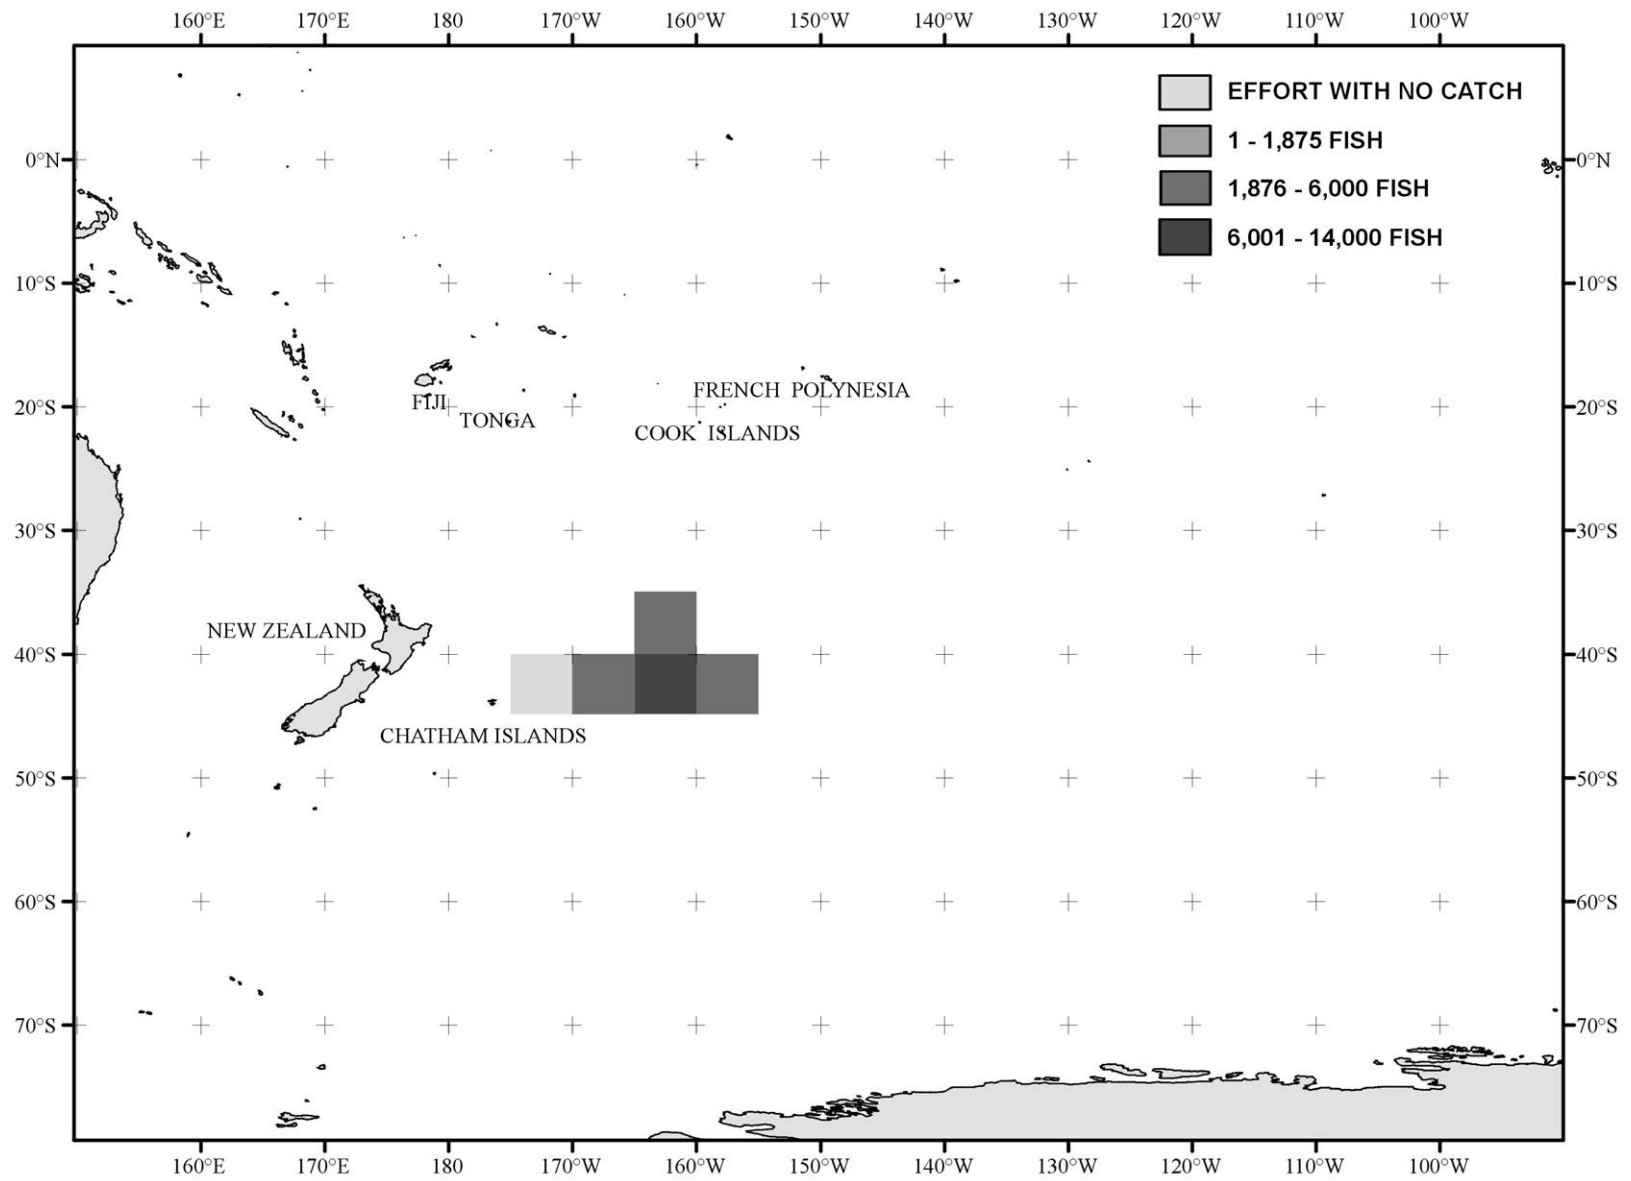 160°E 170°E 180 170°W 160°W 150°W 140°W 130°W 120°W 110°W 100°W
EFFORT WITH NO CATCH
1 - 1,875 FISH
0°N 0°N
1,876 - 6,000 FISH
6,001 - 14,000 FISH
10°S 10°S
FRENCH POLYNESIA
FIJI
20°S 20°S
TONGA
COOK ISLANDS
30°S 30°S
NEW ZEALAND
40°S 40°S
CHATHAM ISLANDS
50°S 50°S
60°S 60°S
70°S 70°S
160°E 170°E 180 170°W 160°W 150°W 140°W 130°W 120°W 110°W 100°W